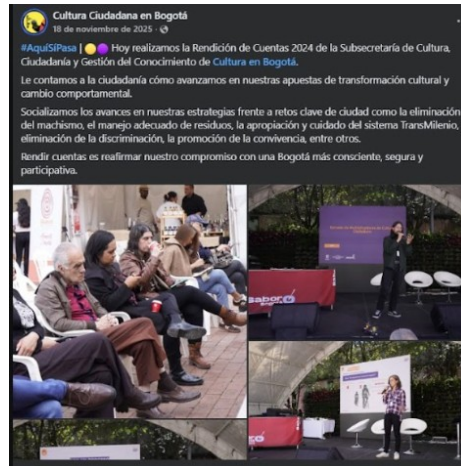 Cultura Ciudadana en Bogotá
18 de noviembre de 2025 ·
#AquíSíPasa | Hoy realizamos la Rendición de Cuentas 2024 de la Subsecretaría de Cultura,
Ciudadanía y Gestión del Conocimiento de Cultura en Bogotá.
Le contamos a la ciudadanía cómo avanzamos en nuestras apuestas de transformación cultural y
cambio comportamental.
Socializamos los avances en nuestras estrategias frente a retos clave de ciudad como la eliminación
del machismo, el manejo adecuado de residuos, la apropiación y cuidado del sistema TransMilenio,
eliminación de la discriminación, la promoción de la convivencia, entre otros.
Rendir cuentas es reafirmar nuestro compromiso con una Bogotá más consciente, segura y
participativa.
sabor